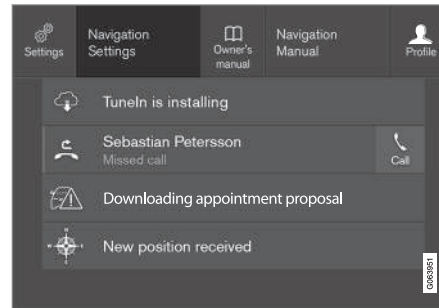 Settings
Navigation
Settings
Owner's
manual
Navigation
Manual
Profile
TuneIn is installing
Sebastian Petersson
Missed call
Call
Downloading appointment proposal
New position received
G063951